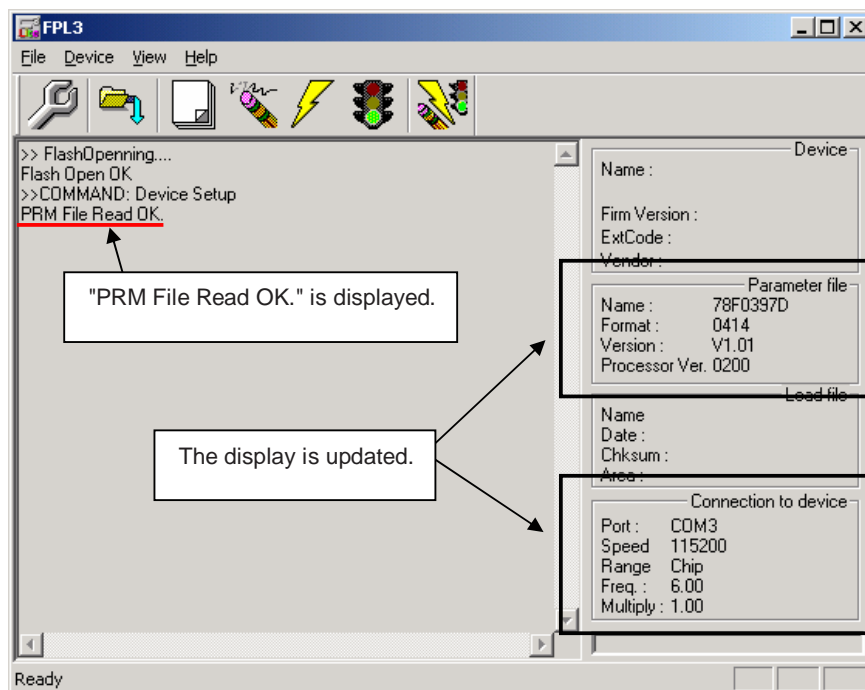 FPL3
File Device View Help
>> FlashOpenning....
Flash Open OK
>>COMMAND: Device Setup
PRM File Read OK.
"PRM File Read OK." is displayed.
The display is updated.
Device
Name :
Firm Version :
ExtCode :
Vendor :
Parameter file
Name : 78F0397D
Format : 0414
Version : V1.01
Processor Ver. 0200
Load file
Name
Date :
Chksum :
Area :
Connection to device
Port : COM3
Speed 115200
Range Chip
Freq. : 6.00
Multiply : 1.00
Ready